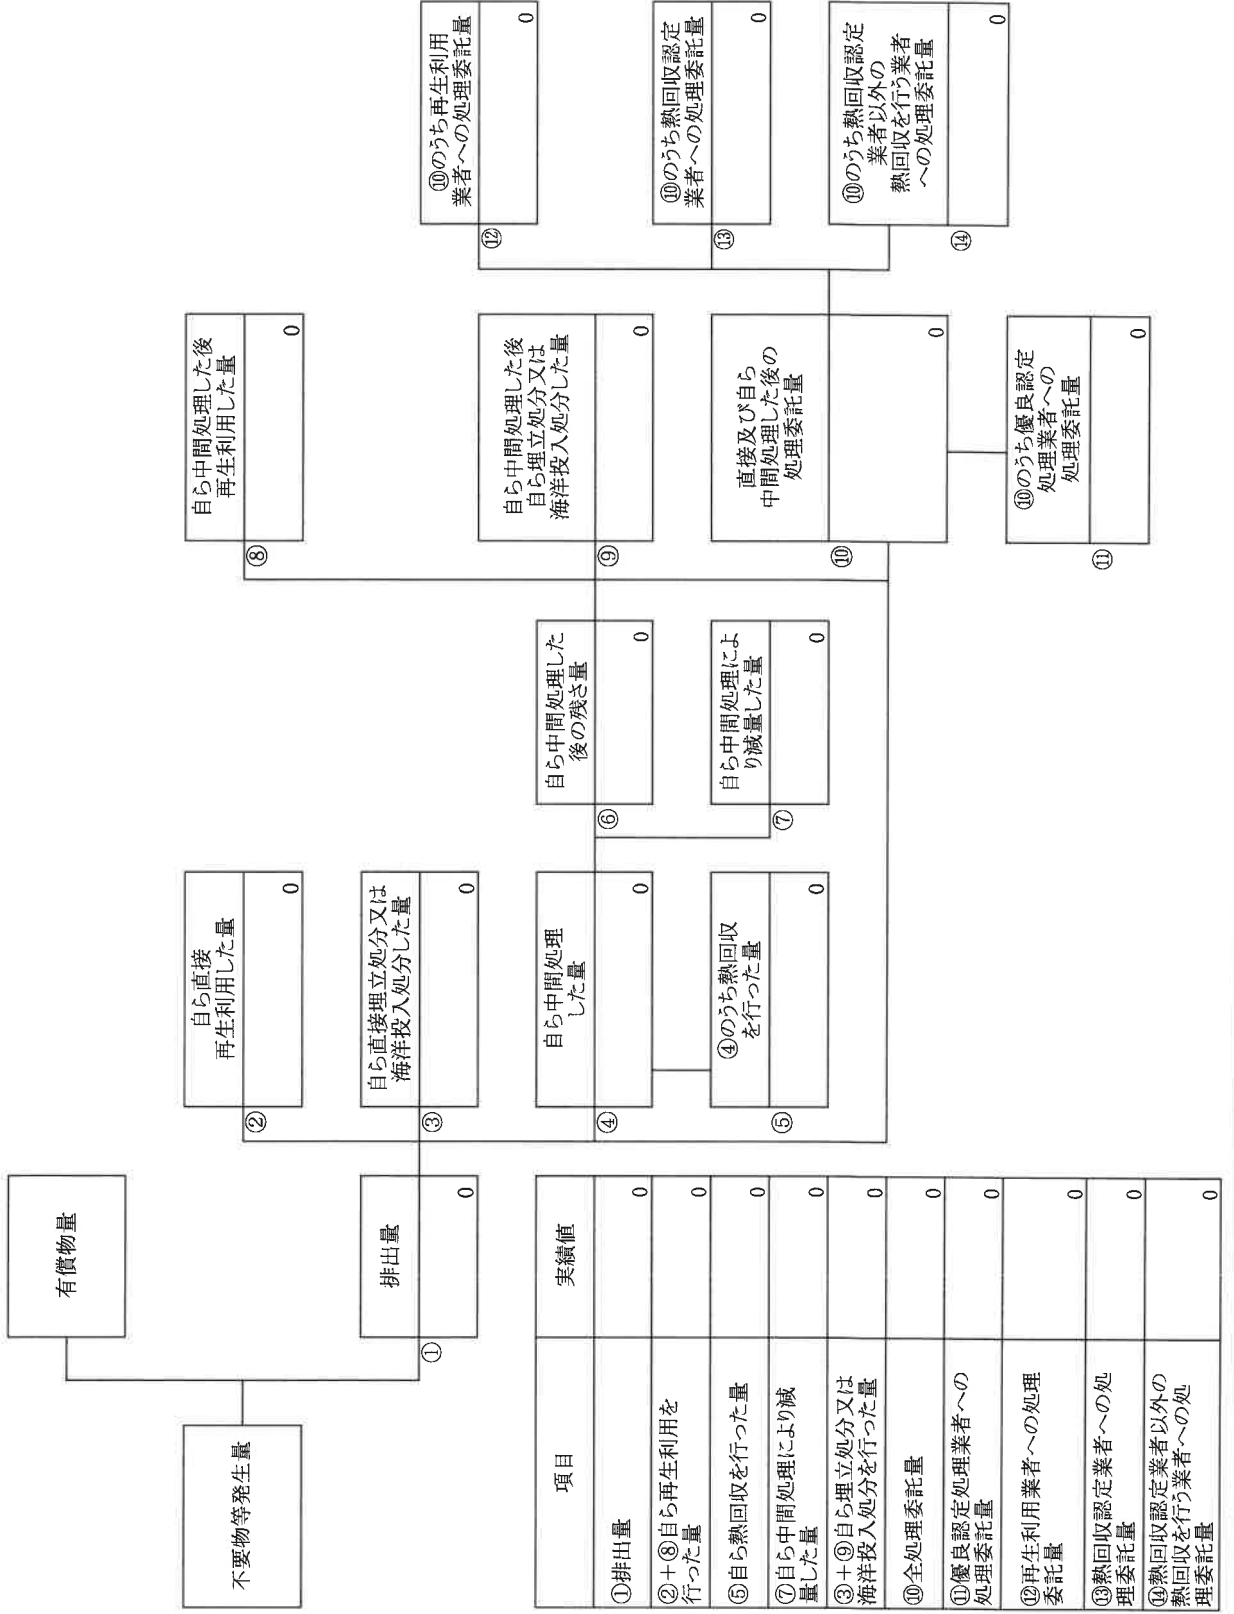 有償物量
不要物等発生量
排出量
①
0
自ら直接
再生利用した量
②
0
自ら直接埋立処分又は
海洋投入処分した量
③
0
自ら中間処理
した量
④
0
④のうち熱回収
を行った量
⑤
0
自ら中間処理した
後の残さ量
⑥
0
自ら中間処理によ
り減量した量
⑦
0
自ら中間処理した後
再生利用した量
⑧
0
自ら中間処理した後
自ら埋立処分又は
海洋投入処分した量
⑨
0
直接及び自ら
中間処理した後の
処理委託量
⑩
0
⑩のうち優良認定
処理業者への
処理委託量
⑪
0
⑩のうち再生利用
業者への処理委託量
⑫
0
⑩のうち熱回収認定
業者への処理委託量
⑬
0
⑩のうち熱回収認定
業者以外の
熱回収を行う業者
への処理委託量
⑭
0
項目
実績値
①排出量
0
②+⑧自ら再生利用を
行った量
0
⑤自ら熱回収を行った量
0
⑦自ら中間処理により減
量した量
0
③+⑨自ら埋立処分又は
海洋投入処分を行った量
0
⑩全処理委託量
0
⑪優良認定処理業者への
処理委託量
0
⑫再生利用業者への処理
委託量
0
⑬熱回収認定業者への処
理委託量
0
⑭熱回収認定業者以外の
熱回収を行う業者への処
理委託量
0